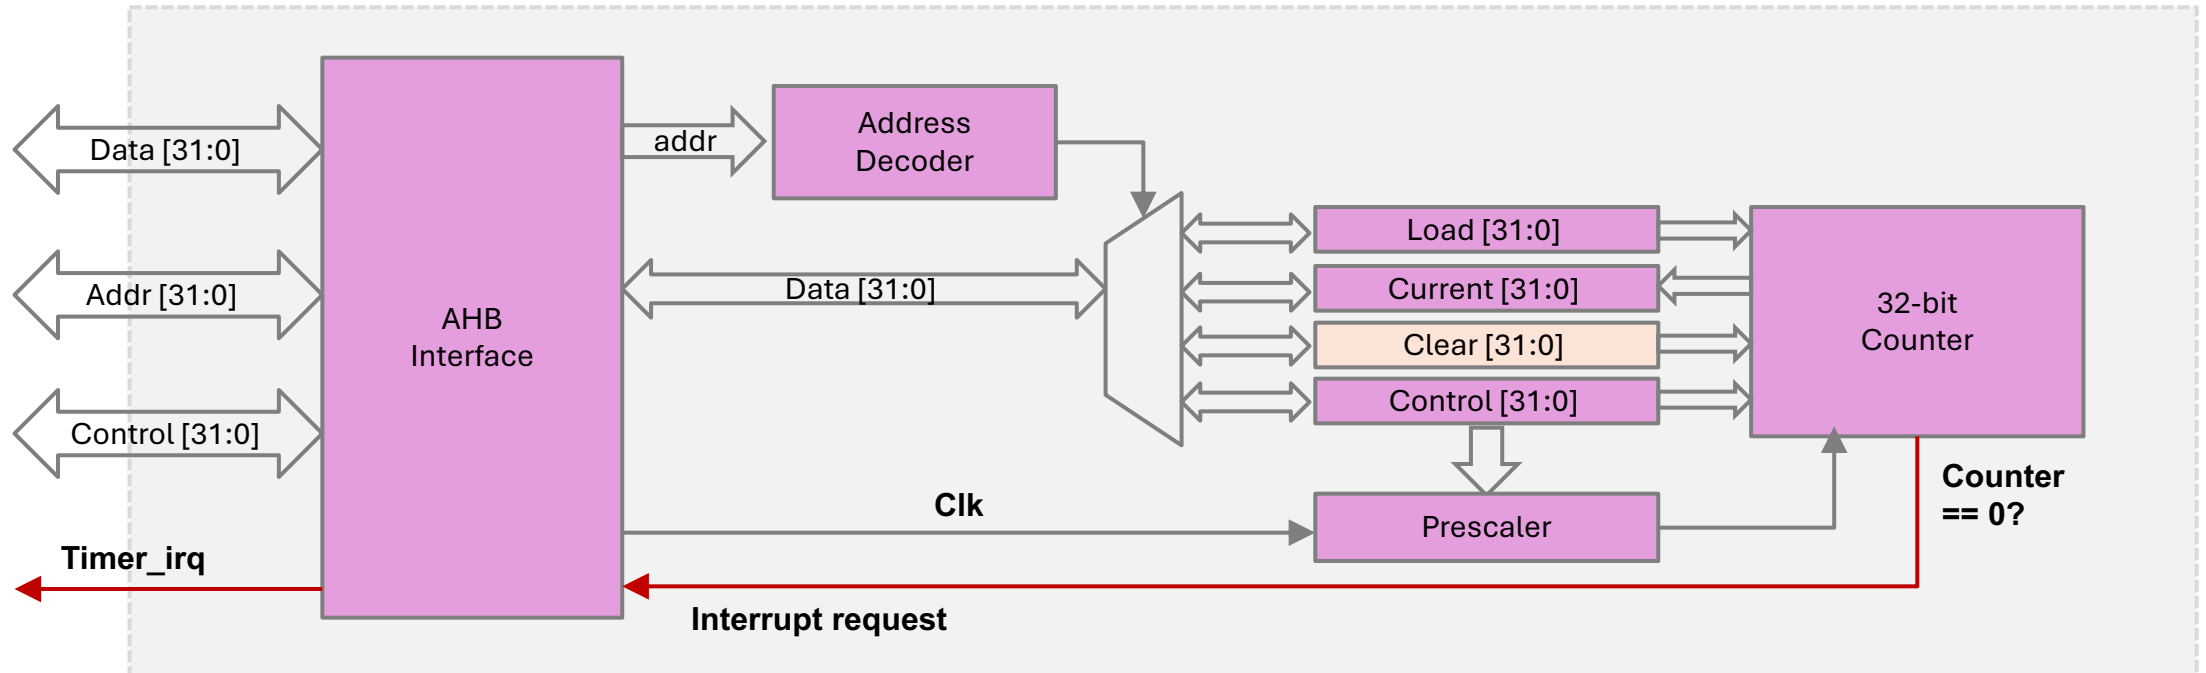 Data [31:0]
Addr [31:0]
Control [31:0]
Timer_irq
AHB
Interface
addr
Address
Decoder
Data [31:0]
Clk
Interrupt request
Load [31:0]
Current [31:0]
Clear [31:0]
Control [31:0]
Prescaler
32-bit
Counter
Counter
== 0?